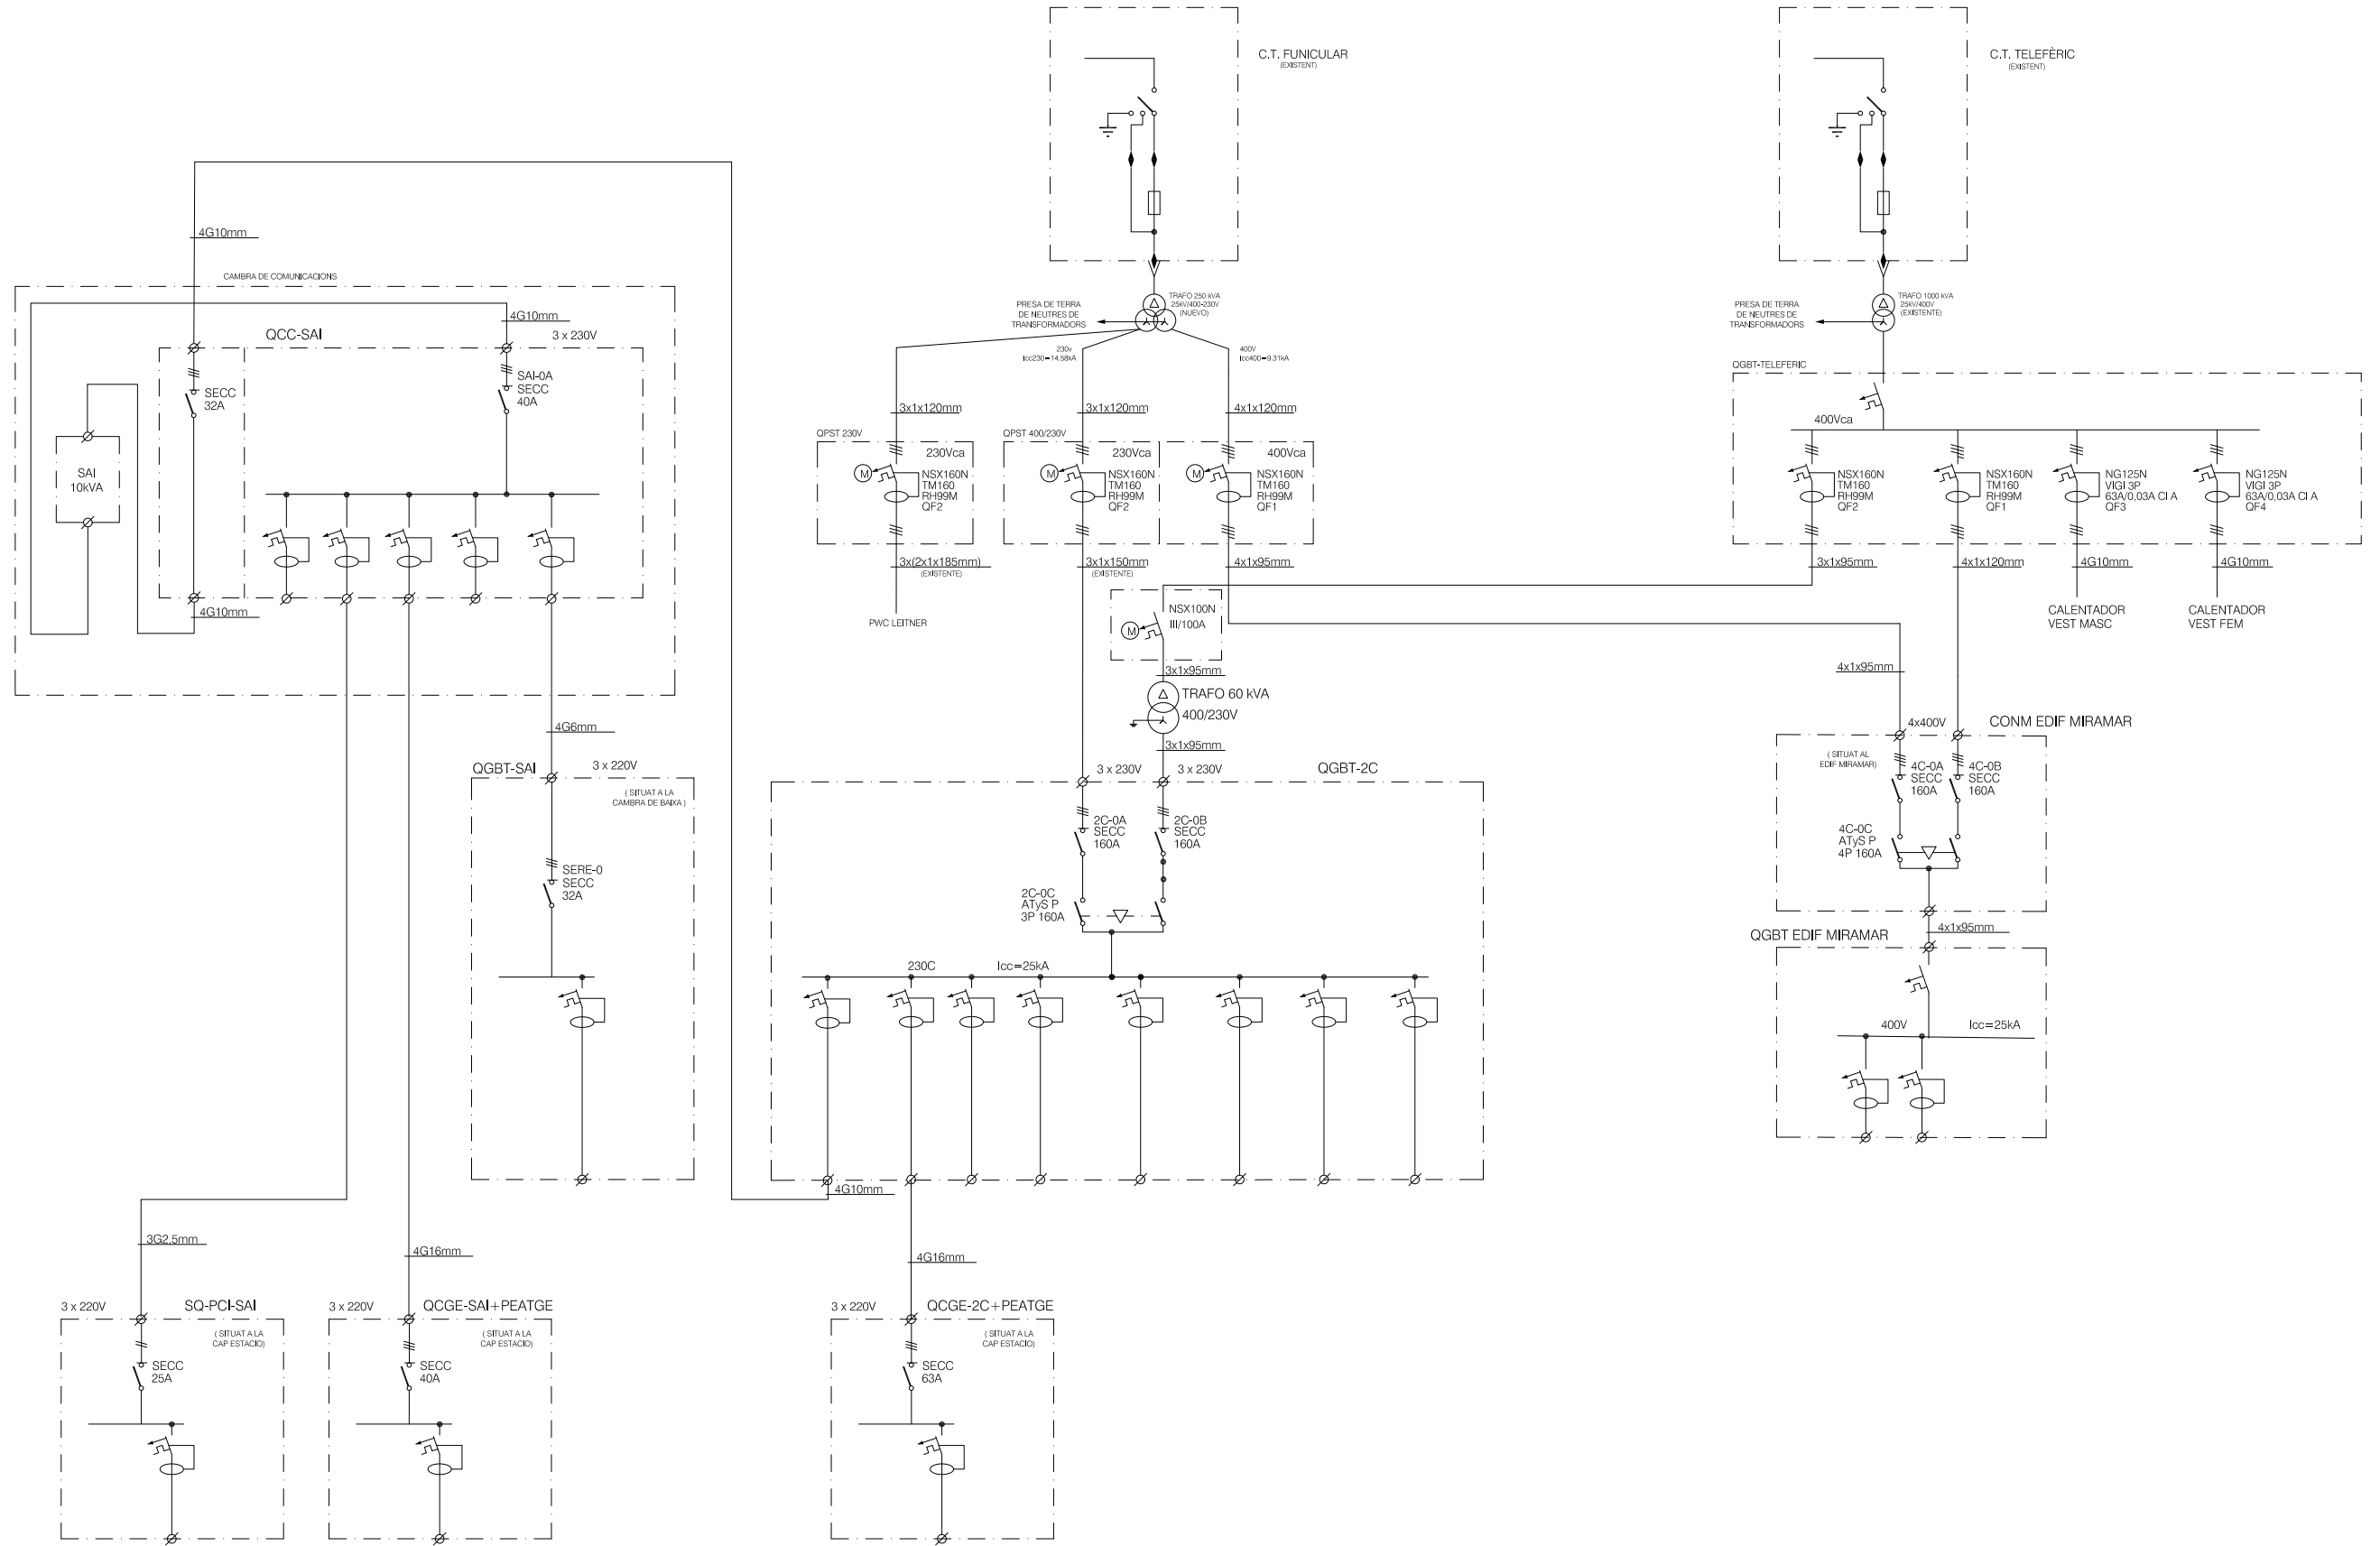 C.T. FUNICULAR
(EXISTENT)
C.T. TELEFÈRIC
(EXISTENT)
4G10mm
CAMBRA DE COMUNICACIONS
4G10mm
QCC-SAI
3 x 230V
SECC
32A
SAI-0A
SECC
40A
SAI
10kVA
4G10mm
PRESA DE TERRA
DE NEUTRES DE
TRANSFORMADORS
TRAFO 250 kVA
25kV/400-230V
(NUEVO)
230v
Icc230=14,58kA
400V
Icc400=9,31kA
3x1x120mm
3x1x120mm
4x1x120mm
QPST 230V
230Vca
M
NSX160N
TM160
RH99M
QF2
QPST 400/230V
230Vca
M
NSX160N
TM160
RH99M
QF2
400Vca
M
NSX160N
TM160
RH99M
QF1
3x(2x1x185mm)
(EXISTENTE)
PWC LEITNER
3x1x150mm
(EXISTENTE)
4x1x95mm
PRESA DE TERRA
DE NEUTRES DE
TRANSFORMADORS
TRAFO 1000 kVA
25kV/400V
(EXISTENTE)
QGBT-TELEFERIC
400Vca
NSX160N
TM160
RH99M
QF2
NSX160N
TM160
RH99M
QF1
NG125N
VIGI 3P
63A/0,03A Cl A
QF3
NG125N
VIGI 3P
63A/0,03A Cl A
QF4
3x1x95mm
4x1x120mm
4G10mm
4G10mm
CALENTADOR
VEST MASC
CALENTADOR
VEST FEM
NSX100N
III/100A
M
3x1x95mm
TRAFO 60 kVA
400/230V
3x1x95mm
4x1x95mm
4x400V
CONM EDIF MIRAMAR
( SITUAT AL
EDIF MIRAMAR)
4C-0A
SECC
160A
4C-0B
SECC
160A
4C-0C
ATyS P
4P 160A
4x1x95mm
QGBT EDIF MIRAMAR
400V
Icc=25kA
4G6mm
QGBT-SAI
3 x 220V
( SITUAT A LA
CAMBRA DE BAIXA )
SERE-0
SECC
32A
3 x 230V
3 x 230V
QGBT-2C
2C-0A
SECC
160A
2C-0B
SECC
160A
2C-0C
ATyS P
3P 160A
230C
Icc=25kA
4G10mm
3G2,5mm
4G16mm
4G16mm
3 x 220V
SQ-PCI-SAI
( SITUAT A LA
CAP ESTACIO)
SECC
25A
3 x 220V
QCGE-SAI+PEATGE
( SITUAT A LA
CAP ESTACIO)
SECC
40A
3 x 220V
QCGE-2C+PEATGE
( SITUAT A LA
CAP ESTACIO)
SECC
63A